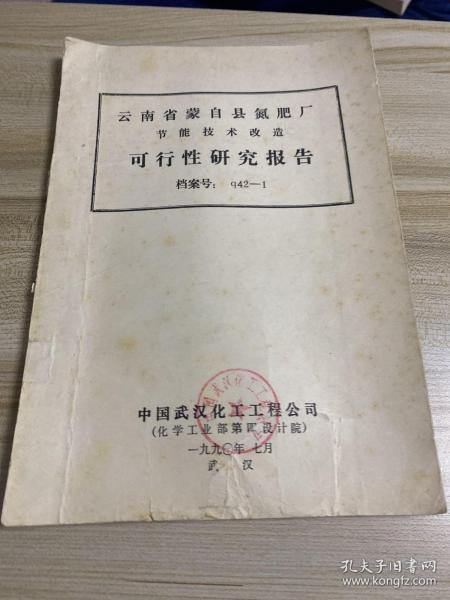 云南省蒙自县氮肥厂
节能技术改造
可行性研究报告
档案号：q42—1
中国武汉化工工程公司
（化学工业部第四设计院）
一九九〇年 七月
武 汉
孔夫子旧书网
www.kongfz.com